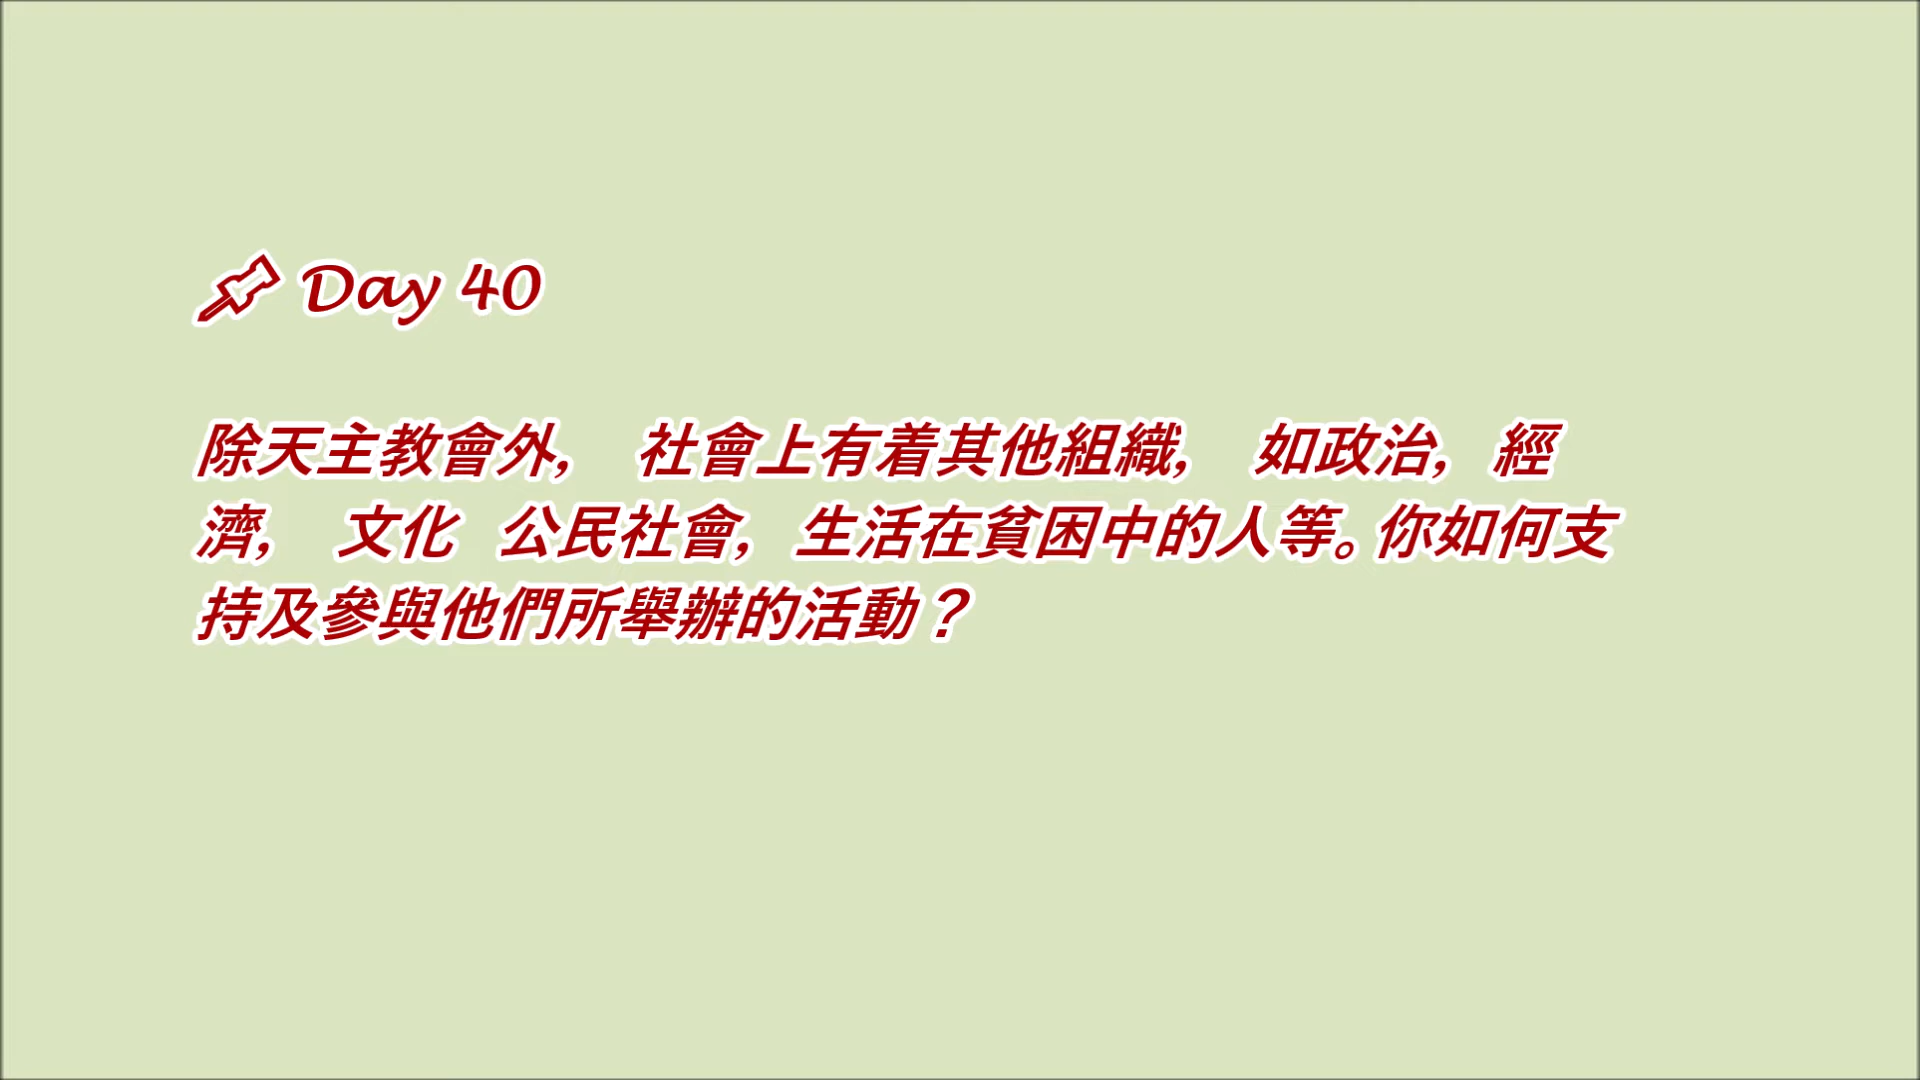 📌 Day 40
除天主教會外， 社會上有着其他組織， 如政治，經
濟， 文化 公民社會，生活在貧困中的人等。你如何支
持及參與他們所舉辦的活動？